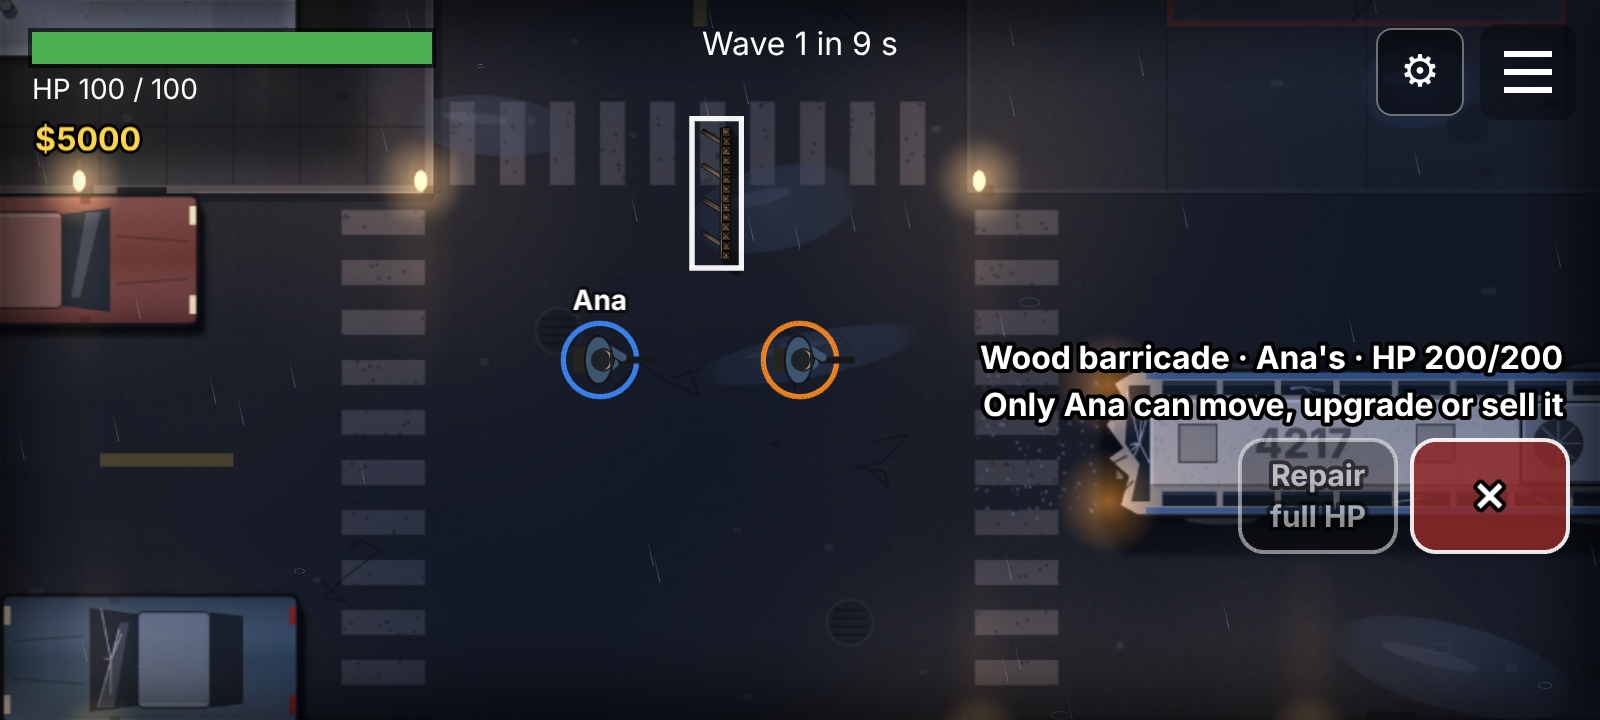 Wave 1 in 9 s
HP 100 / 100
$5000
Ana
Wood barricade · Ana's · HP 200/200
Only Ana can move, upgrade or sell it
4217
Repair
full HP
×